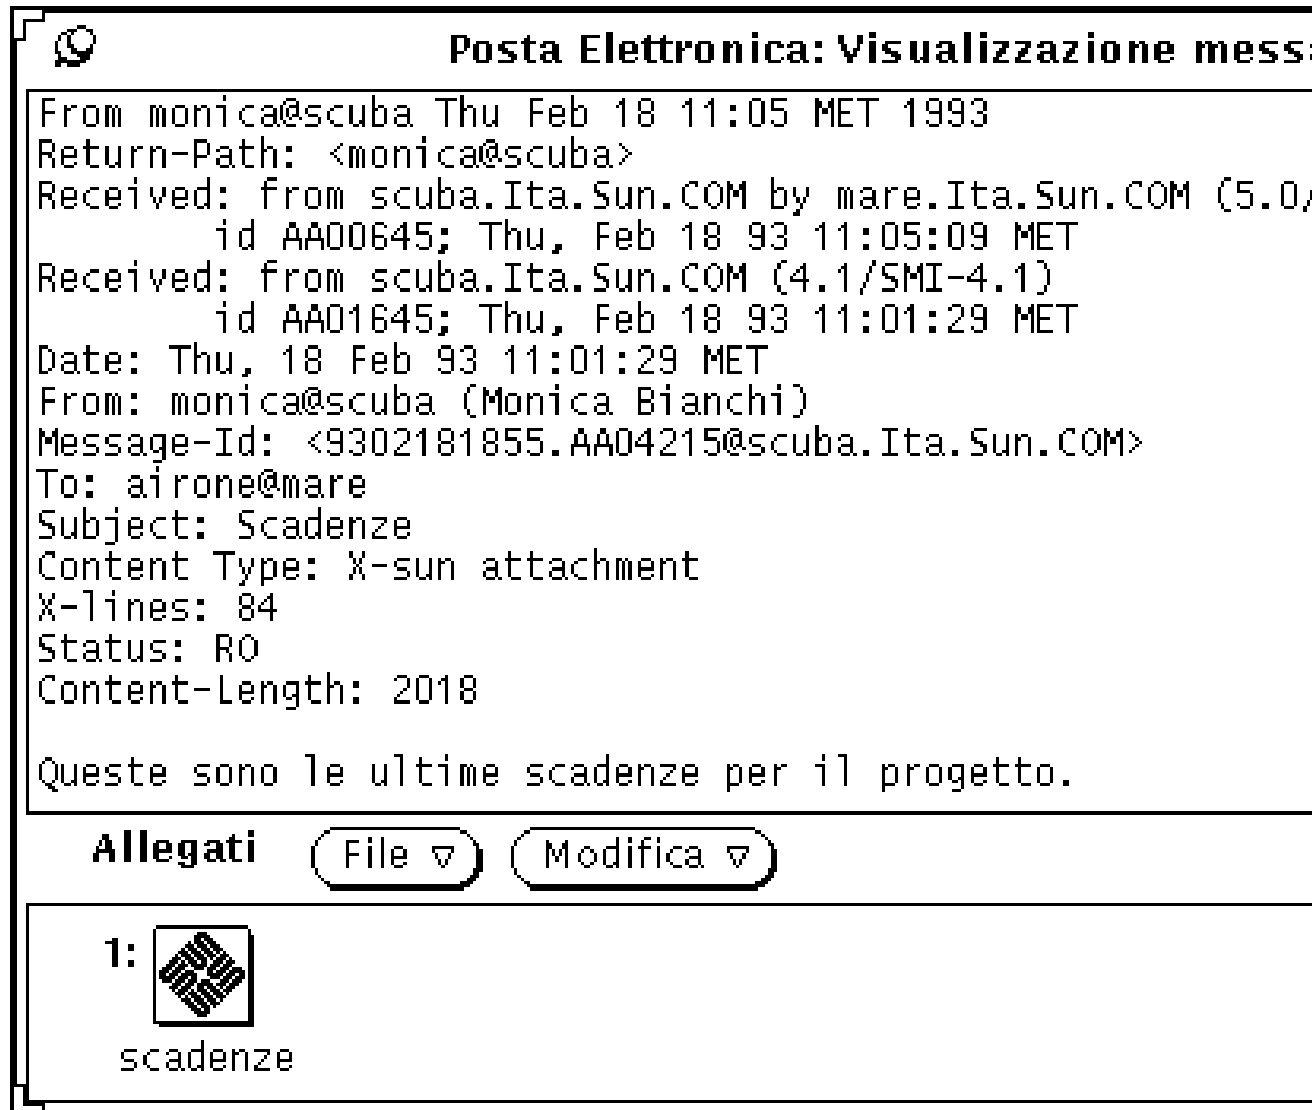 Posta Elettronica: Visualizzazione messa
From monica@scuba Thu Feb 18 11:05 MET 1993
Return-Path: <monica@scuba>
Received: from scuba.Ita.Sun.COM by mare.Ita.Sun.COM (5.0/
id AA00645; Thu, Feb 18 93 11:05:09 MET
Received: from scuba.Ita.Sun.COM (4.1/SMI-4.1)
id AA01645; Thu, Feb 18 93 11:01:29 MET
Date: Thu, 18 Feb 93 11:01:29 MET
From: monica@scuba (Monica Bianchi)
Message-Id: <9302181855.AA04215@scuba.Ita.Sun.COM>
To: airone@mare
Subject: Scadenze
Content Type: X-sun attachment
X-lines: 84
Status: RO
Content-Length: 2018
Queste sono le ultime scadenze per il progetto.
Allegati File Modifica
1:
scadenze